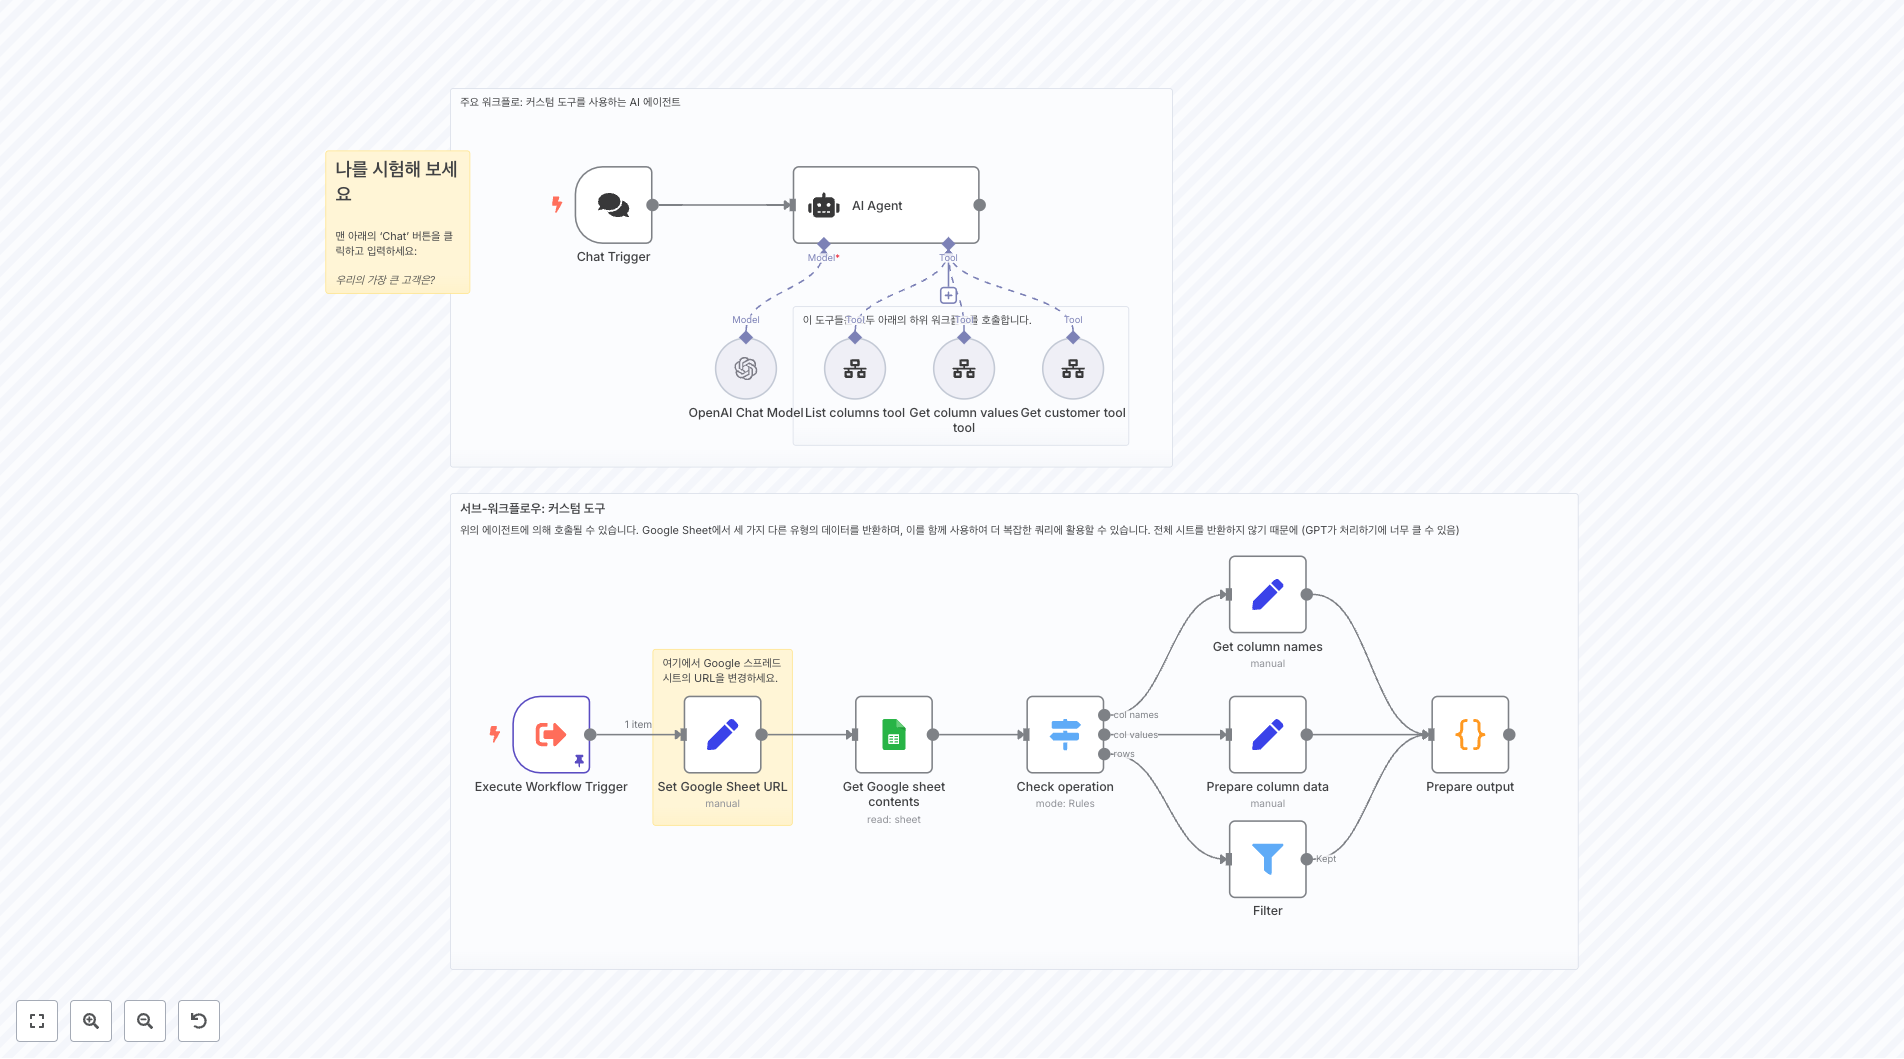 주요 워크플로: 커스텀 도구를 사용하는 AI 에이전트
나를 시험해 보세
요
맨 아래의 ‘Chat’ 버튼을 클
릭하고 입력하세요:
우리의 가장 큰 고객은?
AI Agent
Chat Trigger
Model*
Tool
Model
이 도구들은 모두 아래의 하위 워크플로를 호출합니다.
Tool
Tool
Tool
OpenAI Chat Model
List columns tool
Get column values
tool
Get customer tool
서브-워크플로우: 커스텀 도구
위의 에이전트에 의해 호출될 수 있습니다. Google Sheet에서 세 가지 다른 유형의 데이터를 반환하며, 이를 함께 사용하여 더 복잡한 쿼리에 활용할 수 있습니다. 전체 시트를 반환하지 않기 때문에 (GPT가 처리하기에 너무 클 수 있음)
Get column names
manual
여기에서 Google 스프레드
시트의 URL을 변경하세요.
1 item
col names
col values
rows
Execute Workflow Trigger
Set Google Sheet URL
manual
Get Google sheet
contents
read: sheet
Check operation
mode: Rules
Prepare column data
manual
Prepare output
Kept
Filter